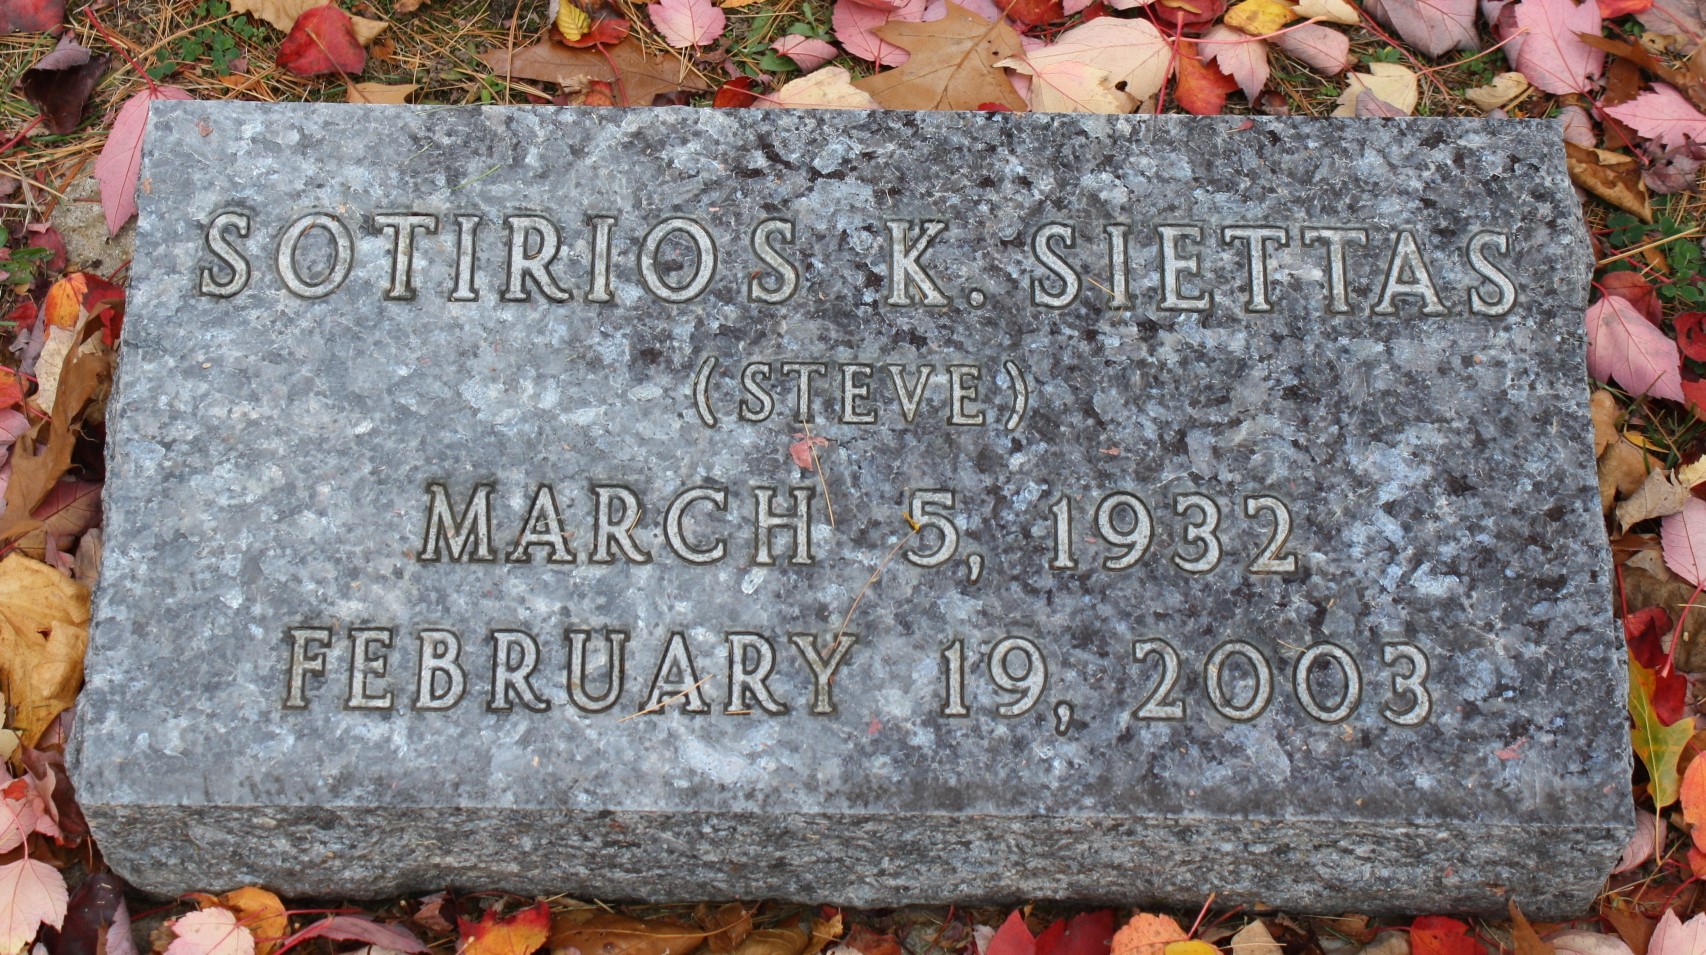 SOTIRIOS K. SIETTAS
(STEVE)
MARCH 5, 1932
FEBRUARY 19, 2003